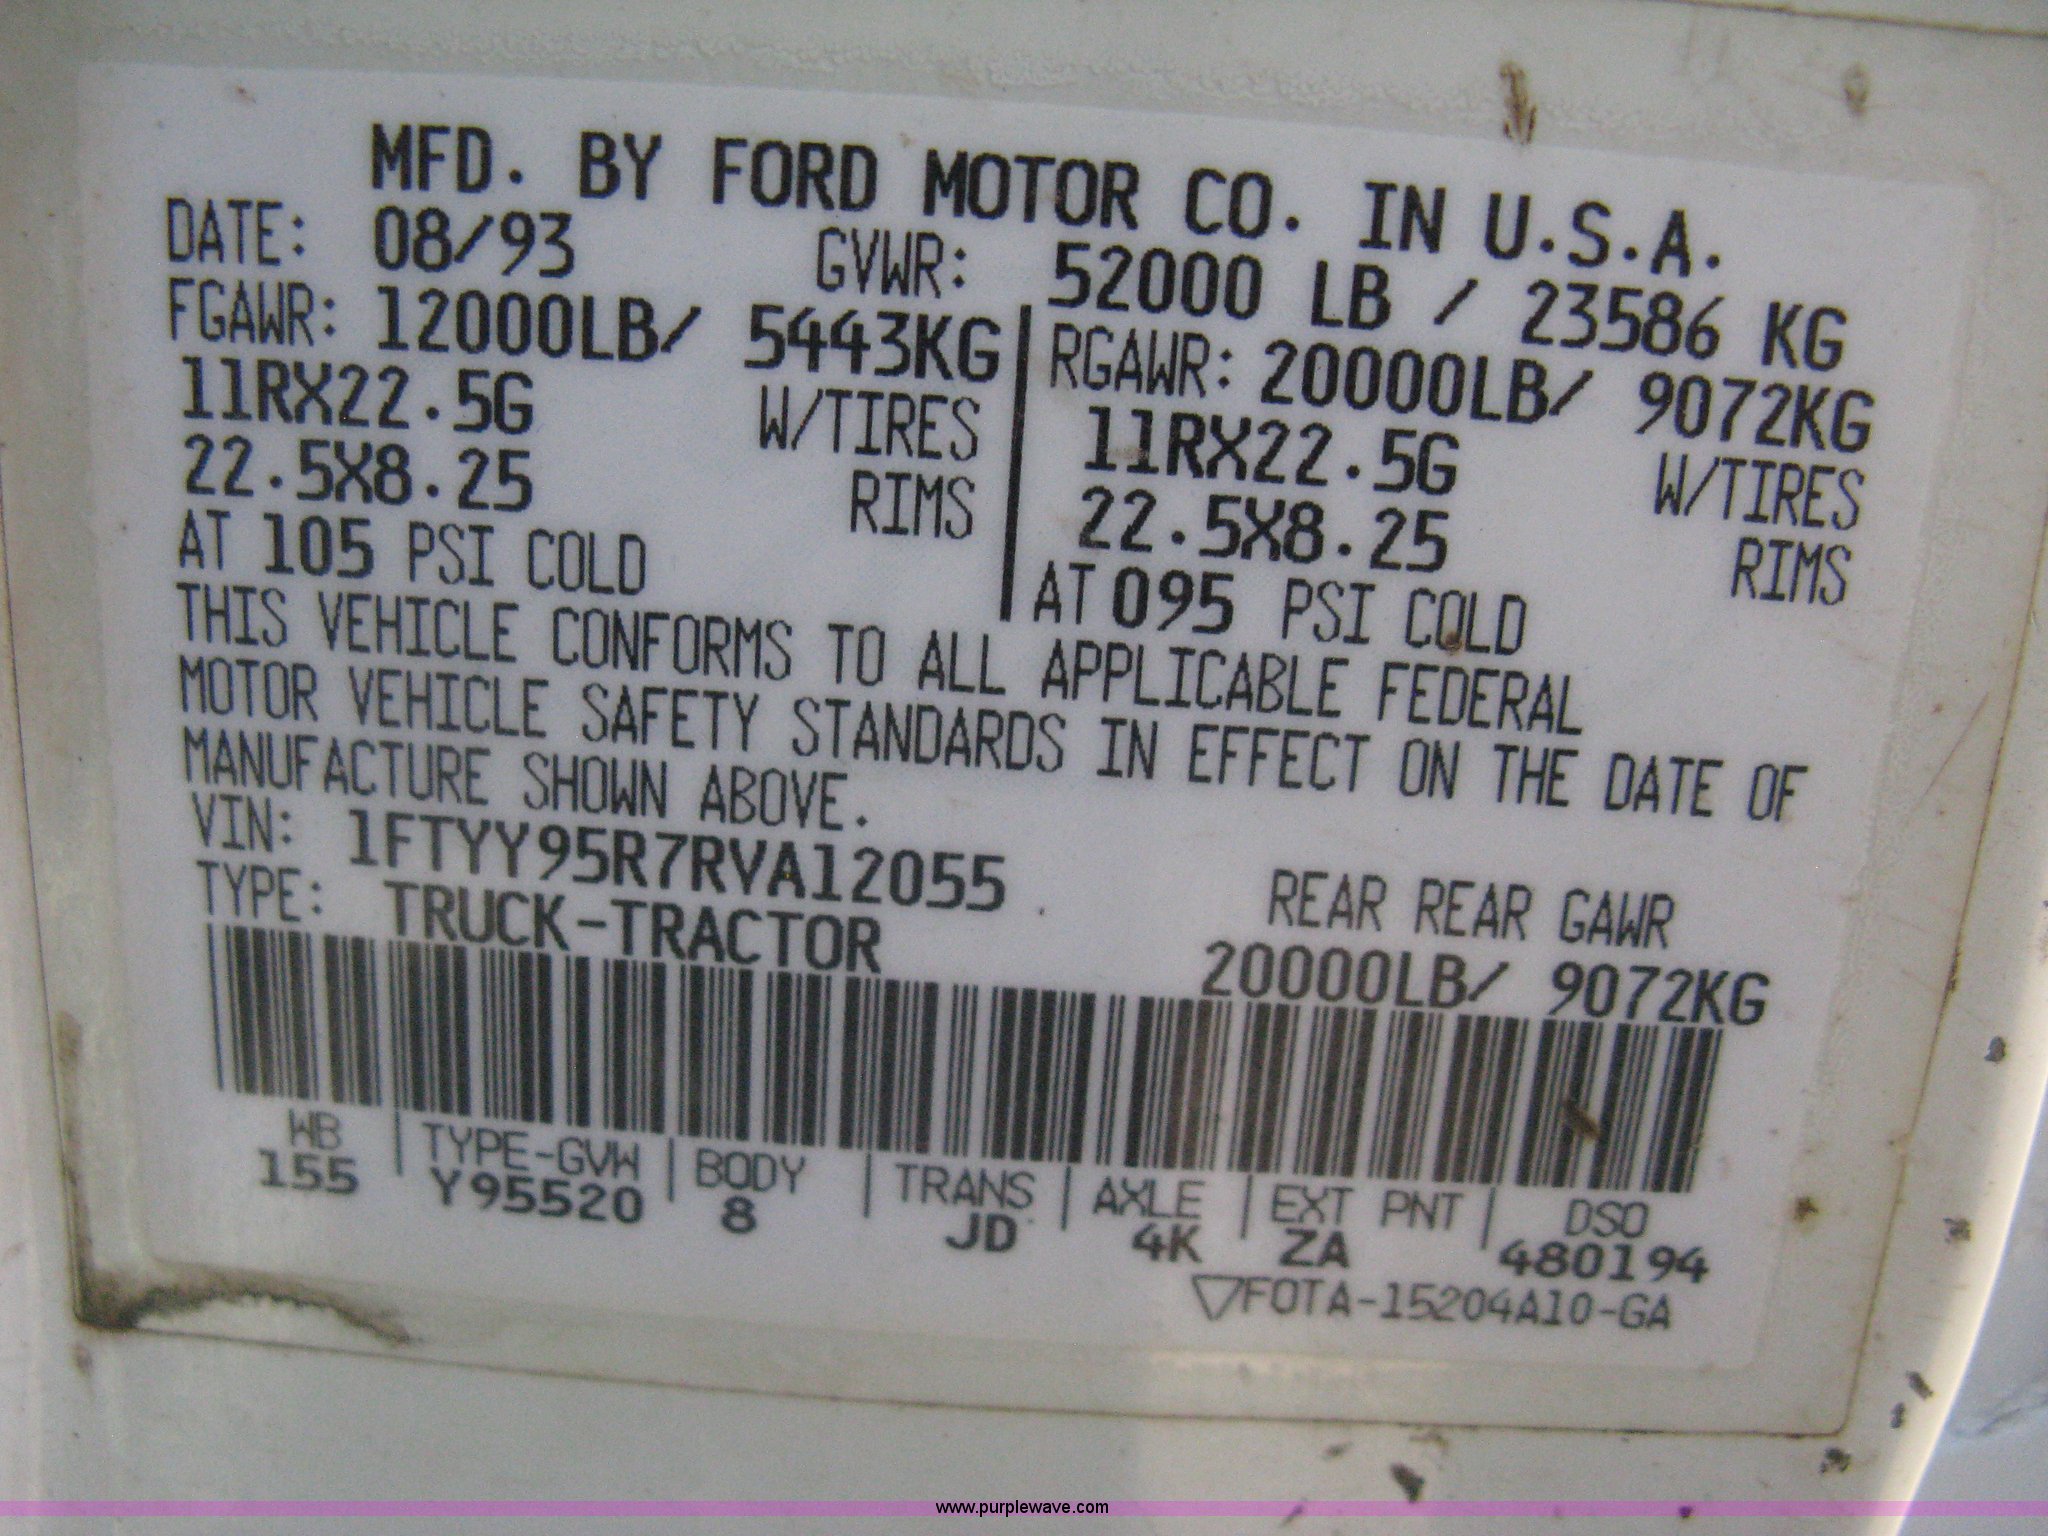 MFD. BY FORD MOTOR CO. IN U.S.A.
DATE: 08/93 GVWR: 52000 LB / 23586 KG
FGAWR: 12000LB/ 5443KG RGAWR: 20000LB/ 9072KG
11RX22.5G W/TIRES 11RX22.5G W/TIRES
22.5X8.25 RIMS 22.5X8.25 RIMS
AT 105 PSI COLD AT 095 PSI COLD
THIS VEHICLE CONFORMS TO ALL APPLICABLE FEDERAL
MOTOR VEHICLE SAFETY STANDARDS IN EFFECT ON THE DATE OF
MANUFACTURE SHOWN ABOVE.
VIN: 1FTYY95R7RVA12055 REAR REAR GAWR
TYPE: TRUCK-TRACTOR 20000LB/ 9072KG
WB TYPE-GVW BODY TRANS AXLE EXT PNT DSO
155 Y95520 8 JD 4K ZA 480194
FOTA-15204A10-GA
www.purplewave.com